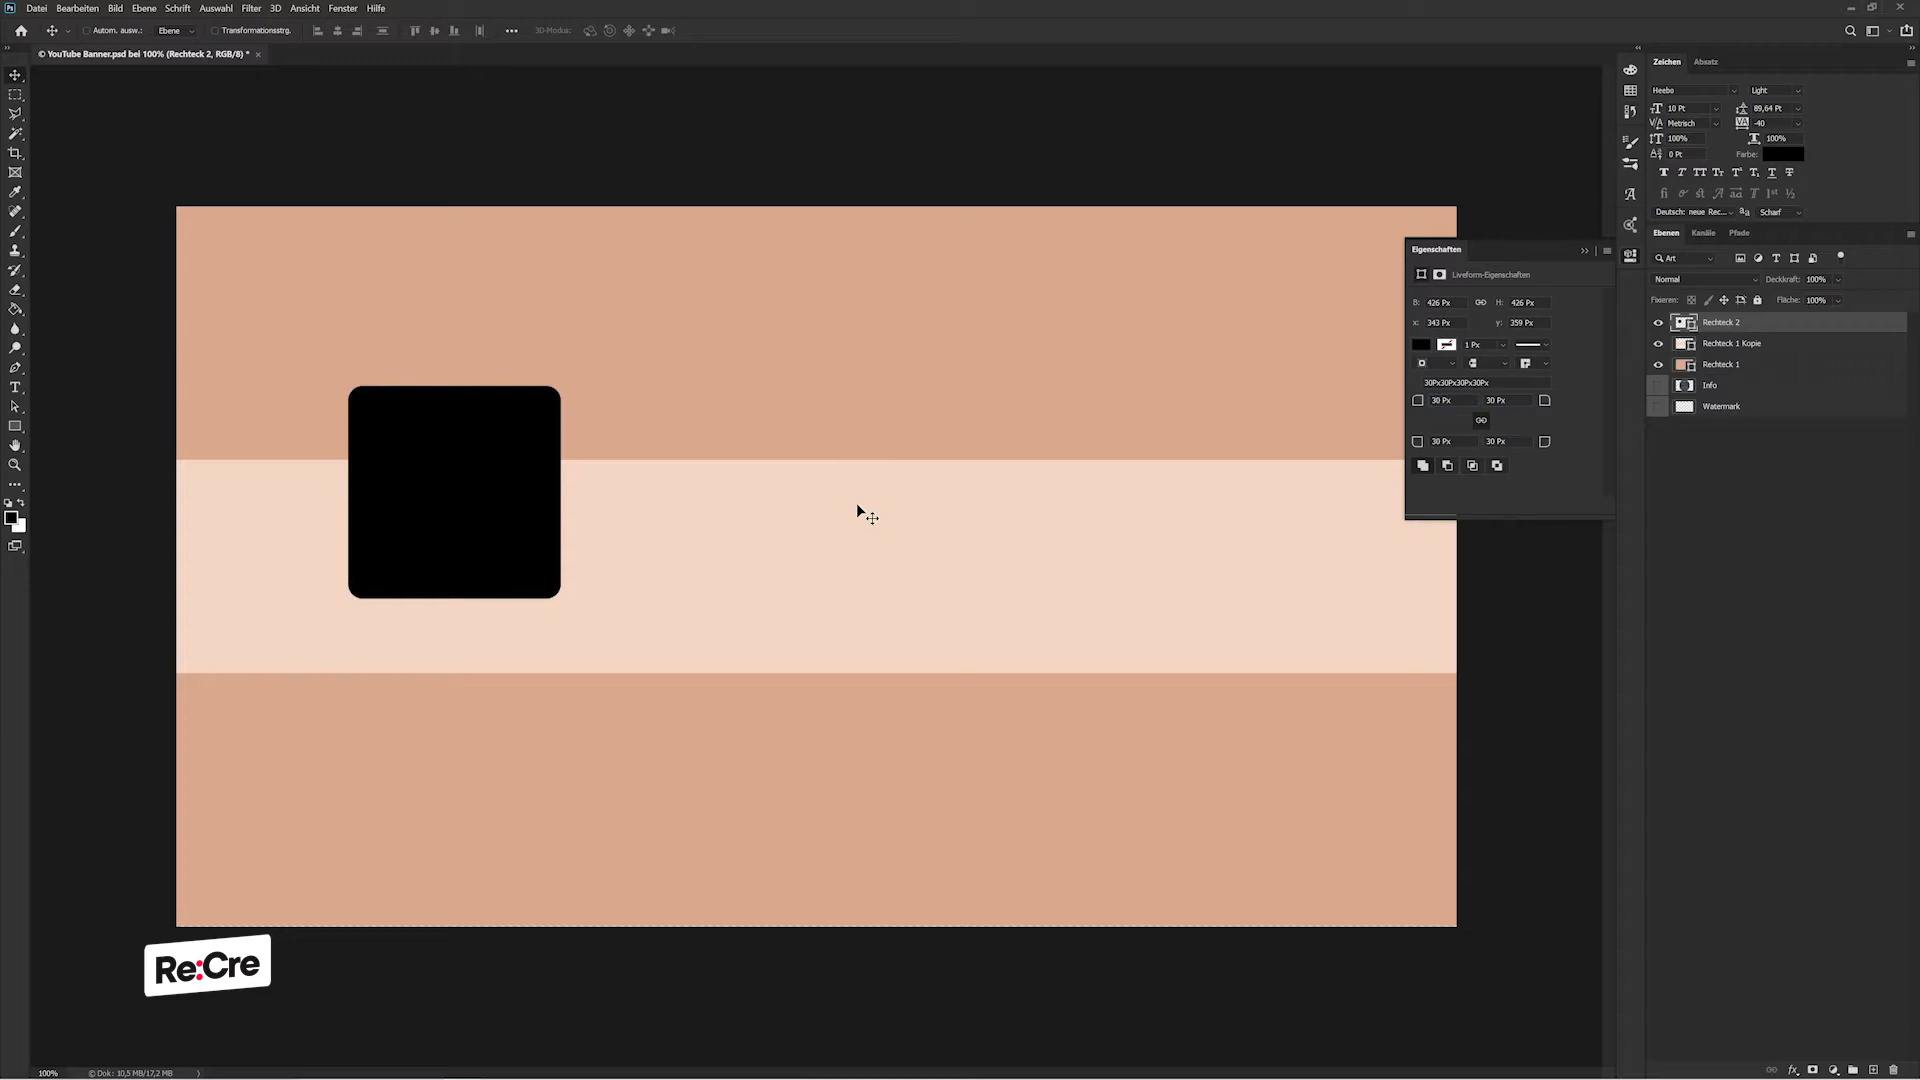 Ps Datei Bearbeiten Bild Ebene Schrift Auswahl Filter 3D Ansicht Fenster Hilfe
Autom. ausw.: Ebene Transformationsstrg. 3D-Modus:
© YouTube Banner.psd bei 100% (Rechteck 2, RGB/8) *
Zeichen Absatz
Heebo Light
10 Pt 89,64 Pt
Metrisch -40
100% 100%
0 Pt Farbe:
Deutsch: neue Rec... Scharf
Ebenen Kanäle Pfade
Art
Normal Deckkraft: 100%
Fixieren: Fläche: 100%
Rechteck 2
Rechteck 1 Kopie
Rechteck 1
Info
Watermark
Eigenschaften
Liveform-Eigenschaften
B: 426 Px H: 426 Px
X: 343 Px Y: 359 Px
1 Px
30Px30Px30Px30Px
30 Px 30 Px
30 Px 30 Px
Re:Cre
100% © Dok: 10,5 MB/17,2 MB